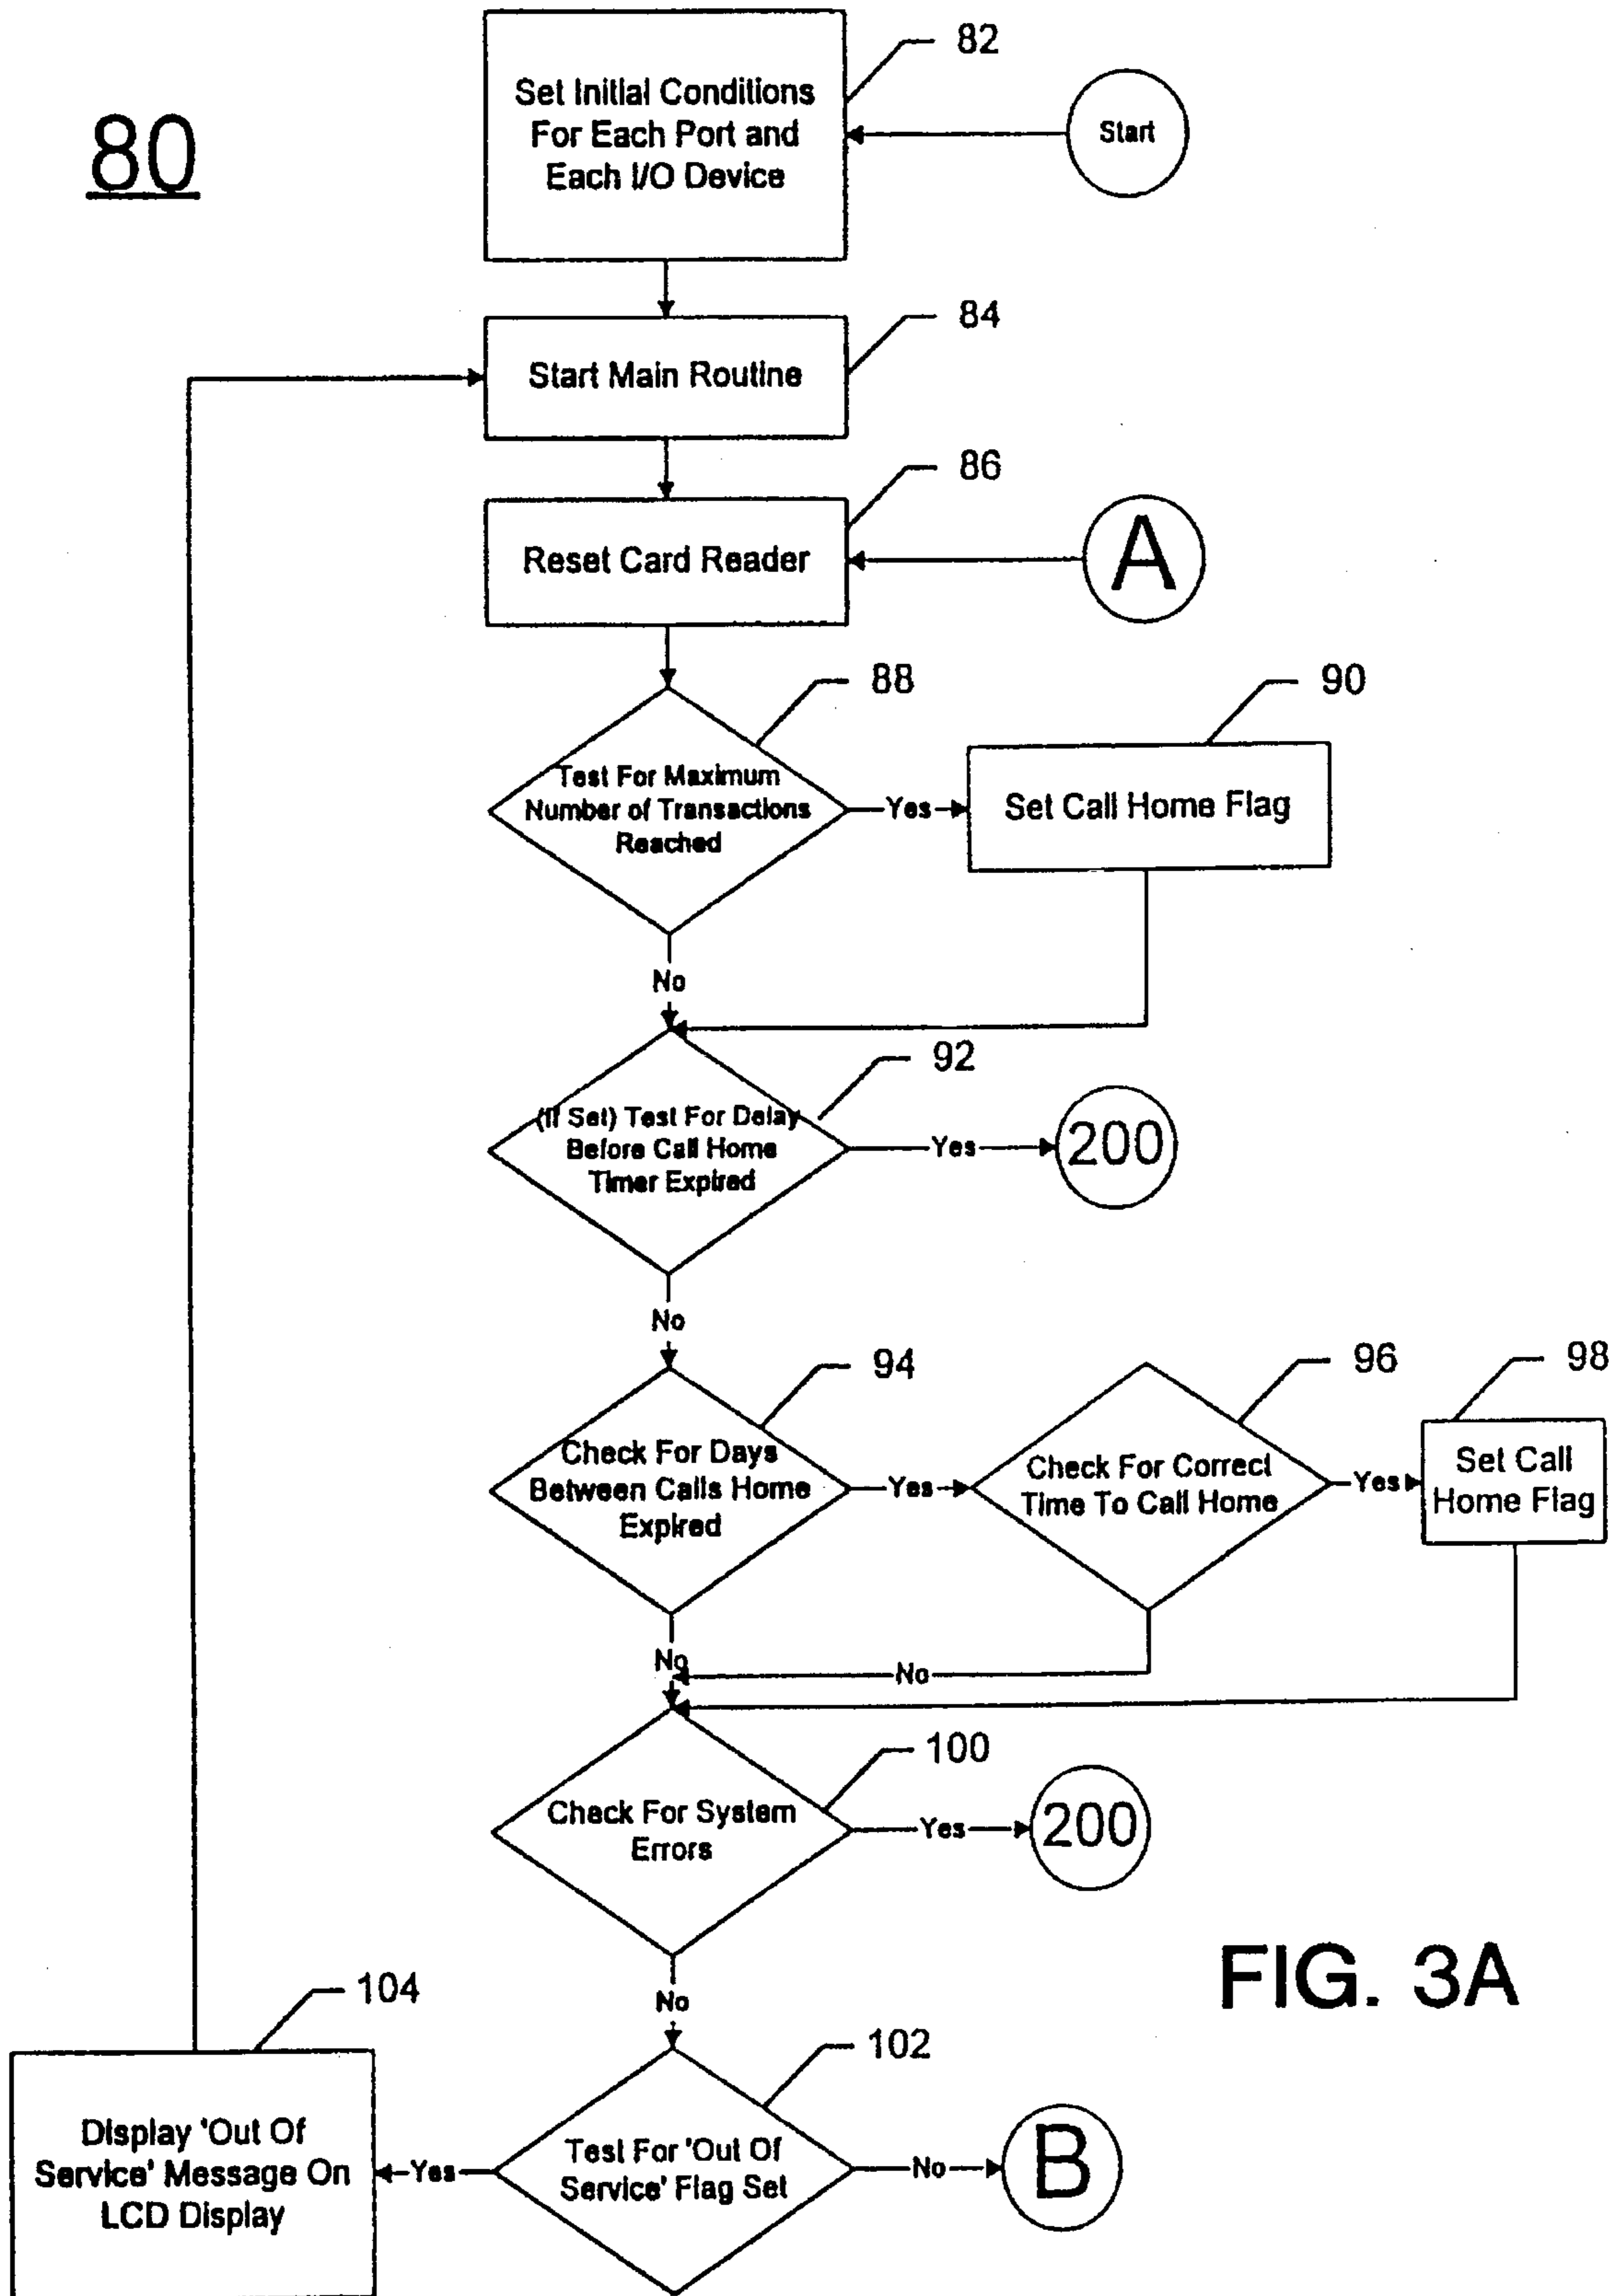 80
82
Set Initial Conditions
For Each Port and
Each I/O Device
Start
84
Start Main Routine
86
Reset Card Reader
A
88
90
Test For Maximum
Number of Transactions
Reached
Yes
Set Call Home Flag
No
92
(If Set) Test For Delay
Before Call Home
Timer Expired
Yes
200
No
94
96
98
Check For Days
Between Calls Home
Expired
Yes
Check For Correct
Time To Call Home
Yes
Set Call
Home Flag
No
No
100
Check For System
Errors
Yes
200
FIG. 3A
No
104
102
Display 'Out Of
Service' Message On
LCD Display
Yes
Test For 'Out Of
Service' Flag Set
No
B